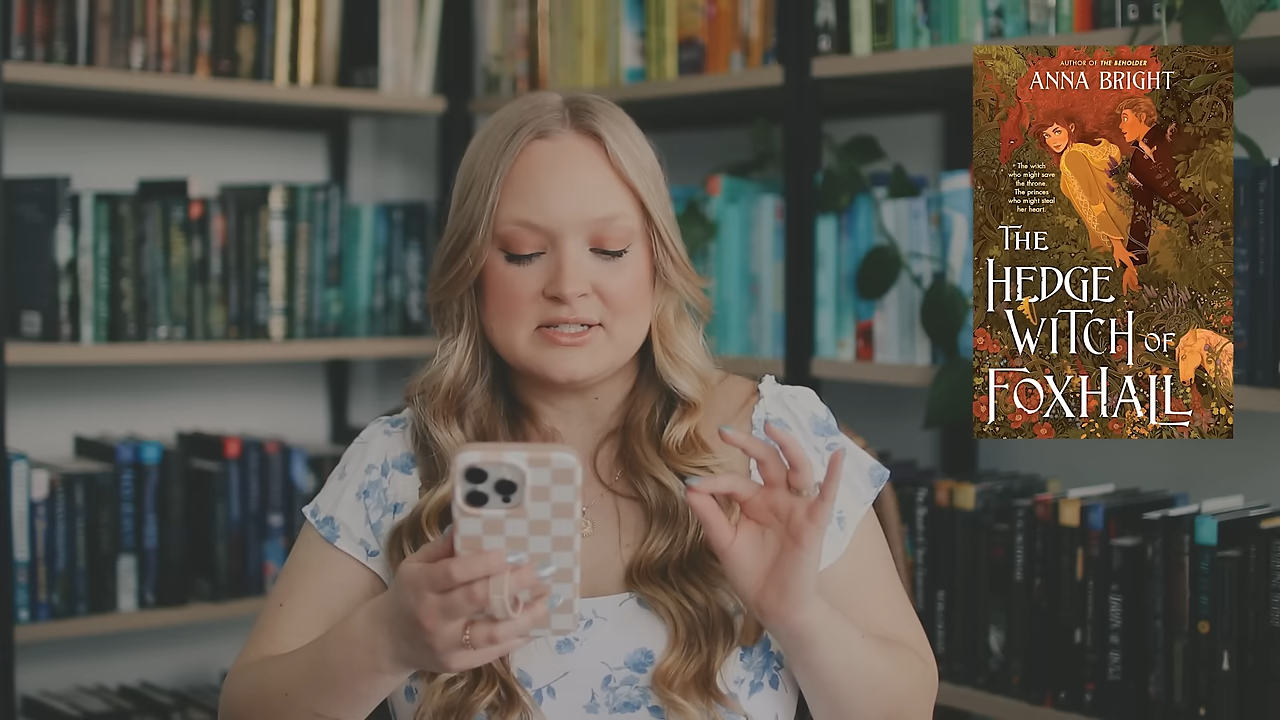 AUTHOR OF THE BEHOLDER
ANNA BRIGHT
The witch
who might save
the throne.
The princes
who might steal
her heart.
THE
HEDGE
WITCH OF
FOXHALL